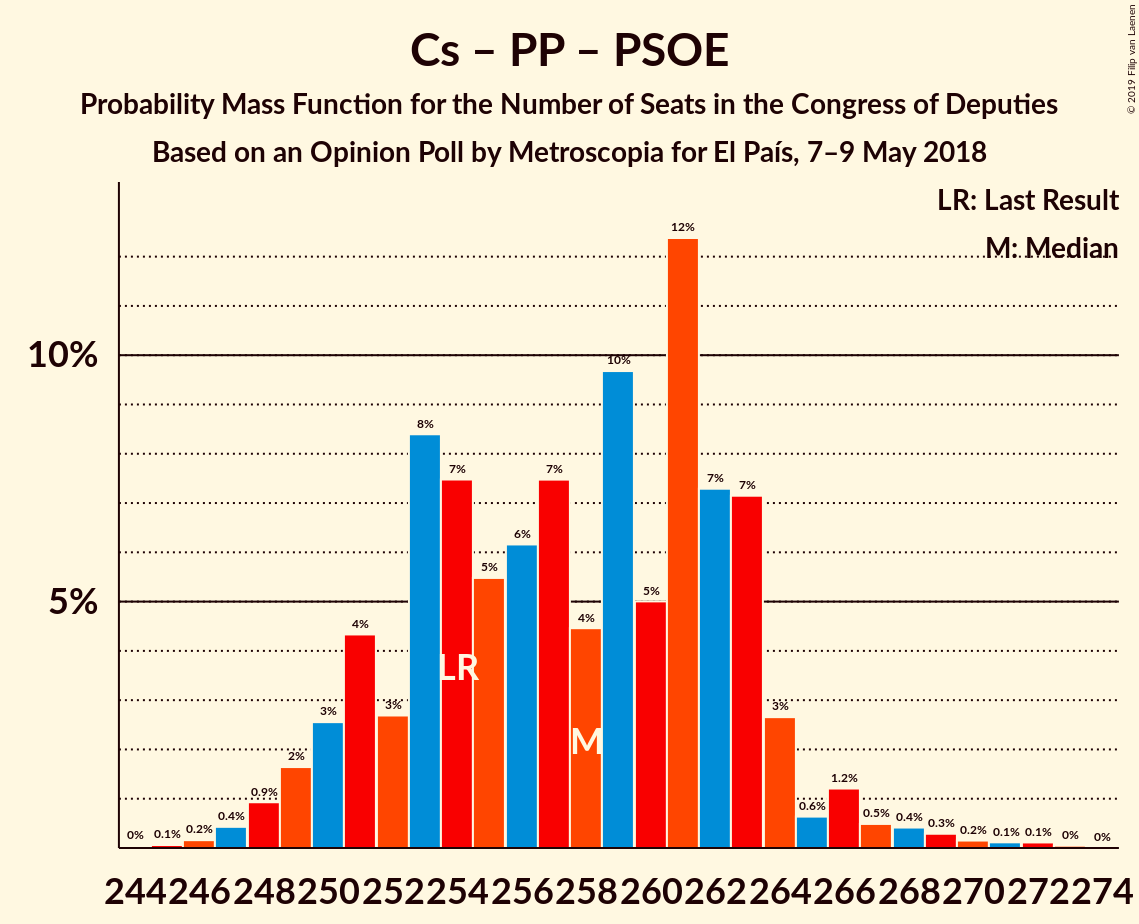 Cs – PP – PSOE
Probability Mass Function for the Number of Seats in the Congress of Deputies
Based on an Opinion Poll by Metroscopia for El País, 7–9 May 2018
© 2019 Filip van Laenen
LR: Last Result
M: Median
10%
5%
0% 0.1% 0.2% 0.4% 0.9% 2% 3% 4% 3% 8% 7% 5% 6% 7% 4% 10% 5% 12% 7% 7% 3% 0.6% 1.2% 0.5% 0.4% 0.3% 0.2% 0.1% 0.1% 0% 0%
LR
M
244 246 248 250 252 254 256 258 260 262 264 266 268 270 272 274